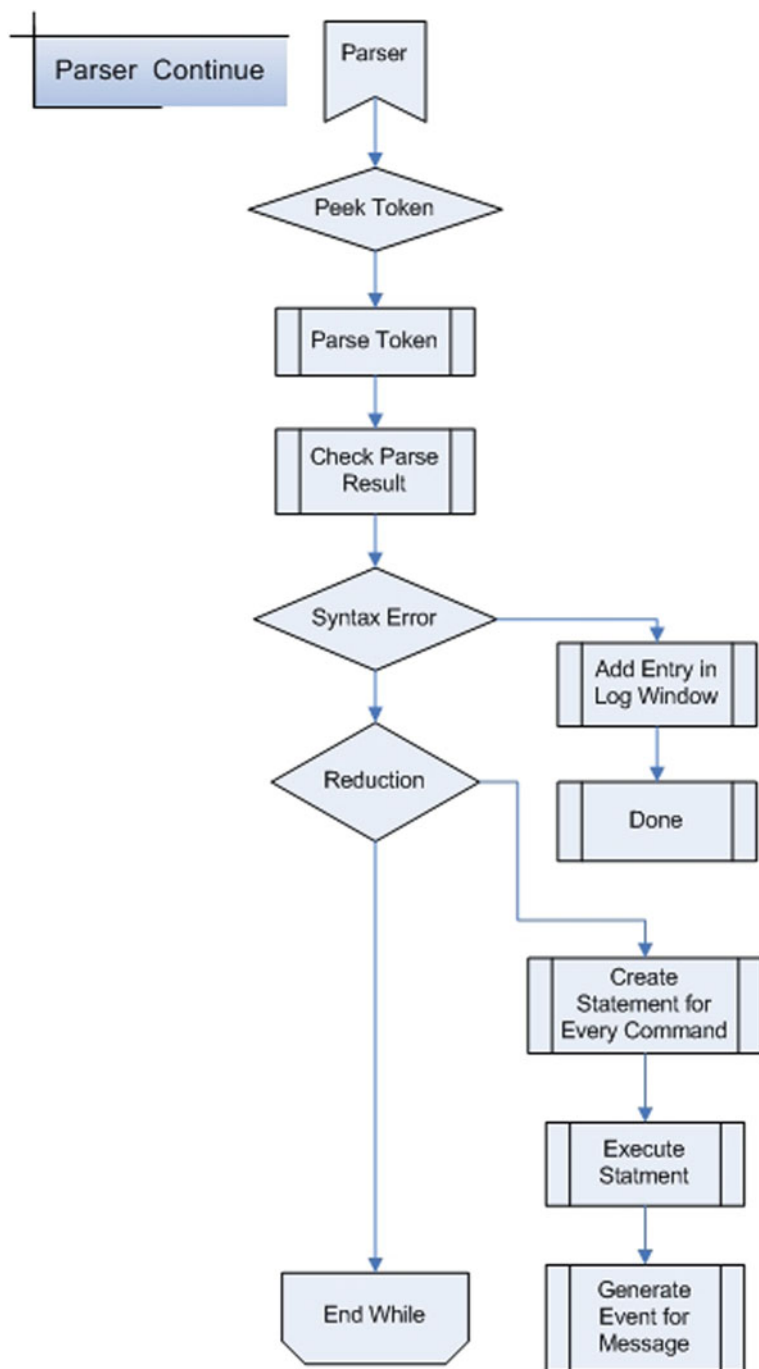 Parser Continue
Parser
Peek Token
Parse Token
Check Parse
Result
Syntax Error
Add Entry in
Log Window
Reduction
Done
Create
Statement for
Every Command
Execute
Statment
End While
Generate
Event for
Message